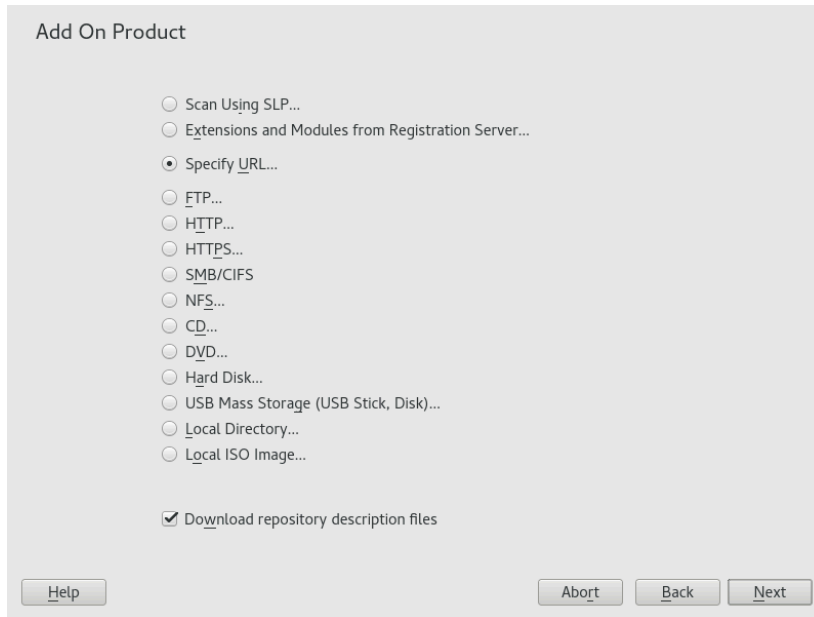 Add On Product
Scan Using SLP...
Extensions and Modules from Registration Server...
Specify URL...
FTP...
HTTP...
HTTPS...
SMB/CIFS
NFS...
CD...
DVD...
Hard Disk...
USB Mass Storage (USB Stick, Disk)...
Local Directory...
Local ISO Image...
Download repository description files
Help Abort Back Next